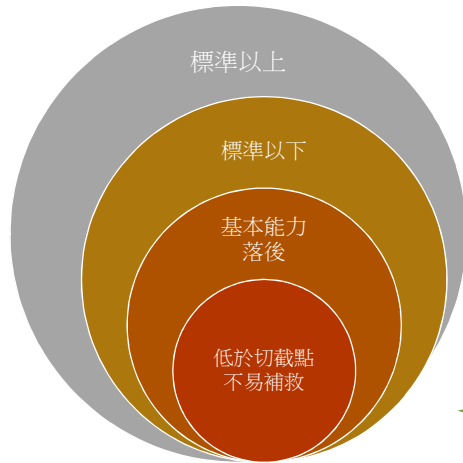 標準以上
標準以下
基本能力
落後
低於切截點
不易補救